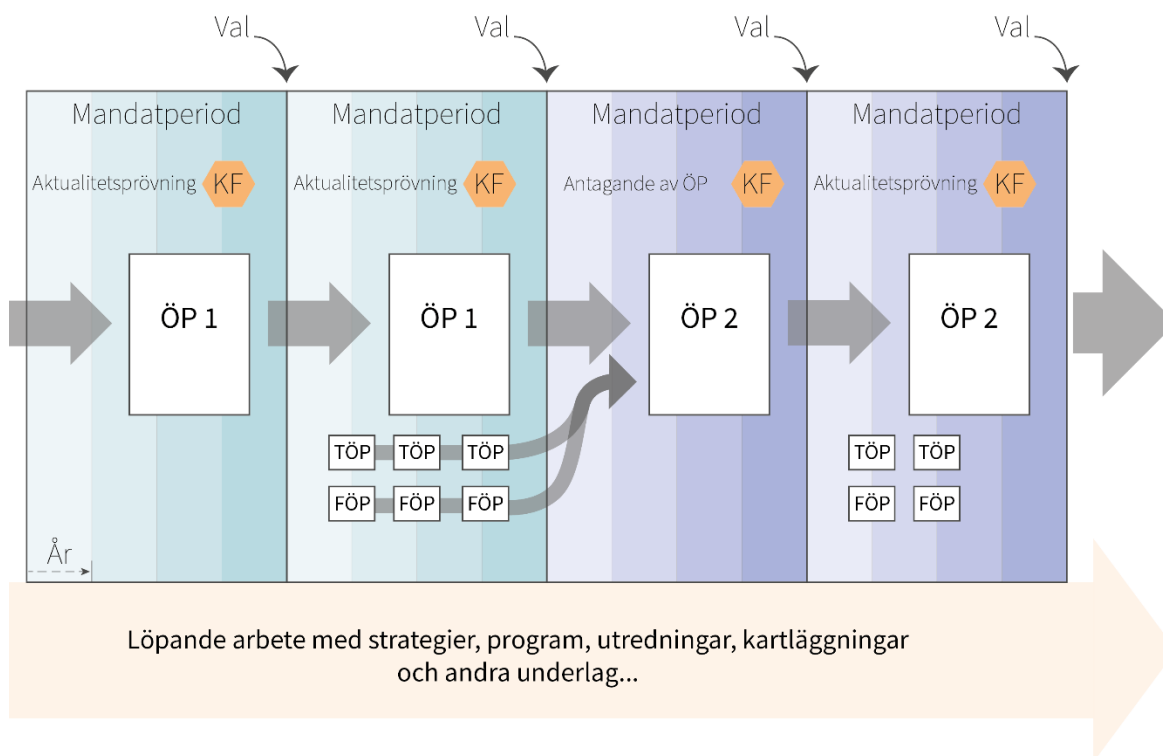 Val
Val
Val
Val
Mandatperiod
Mandatperiod
Mandatperiod
Mandatperiod
Aktualitetsprövning KF
Aktualitetsprövning KF
Antagande av ÖP KF
Aktualitetsprövning KF
ÖP 1
ÖP 1
ÖP 2
ÖP 2
TÖP TÖP TÖP
TÖP TÖP
FÖP FÖP FÖP
FÖP FÖP
År
Löpande arbete med strategier, program, utredningar, kartläggningar
och andra underlag...